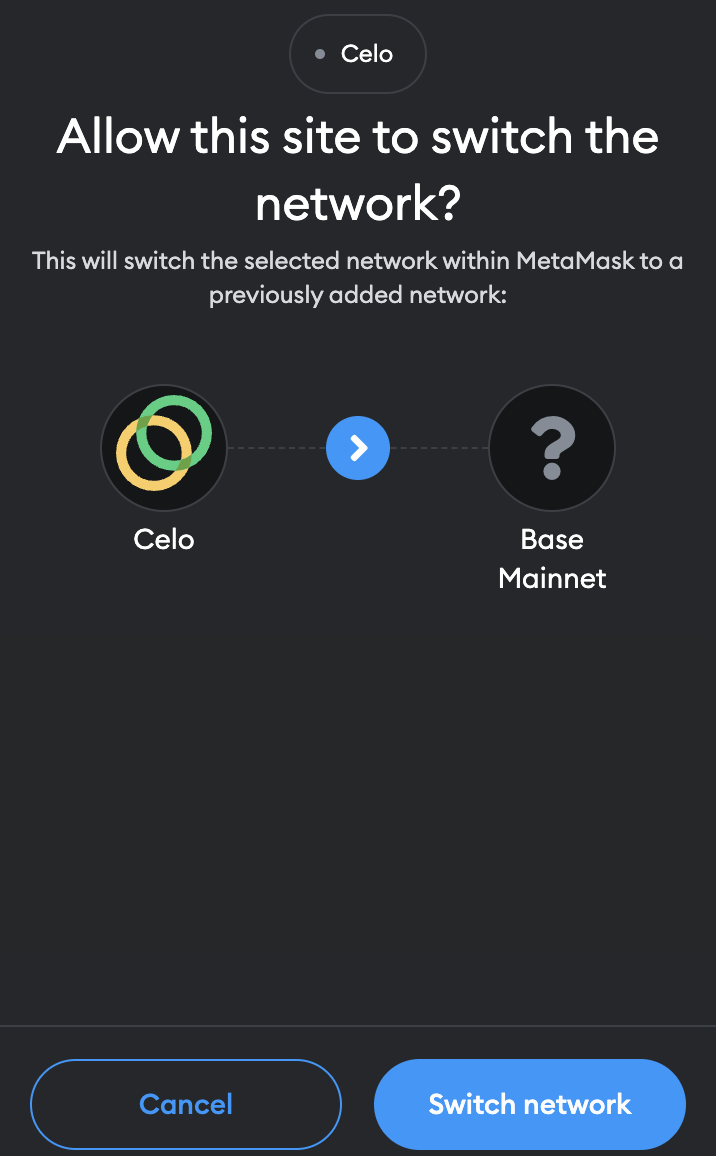 Celo
Allow this site to switch the
network?
This will switch the selected network within MetaMask to a
previously added network:
Celo
Base
Mainnet
Cancel
Switch network